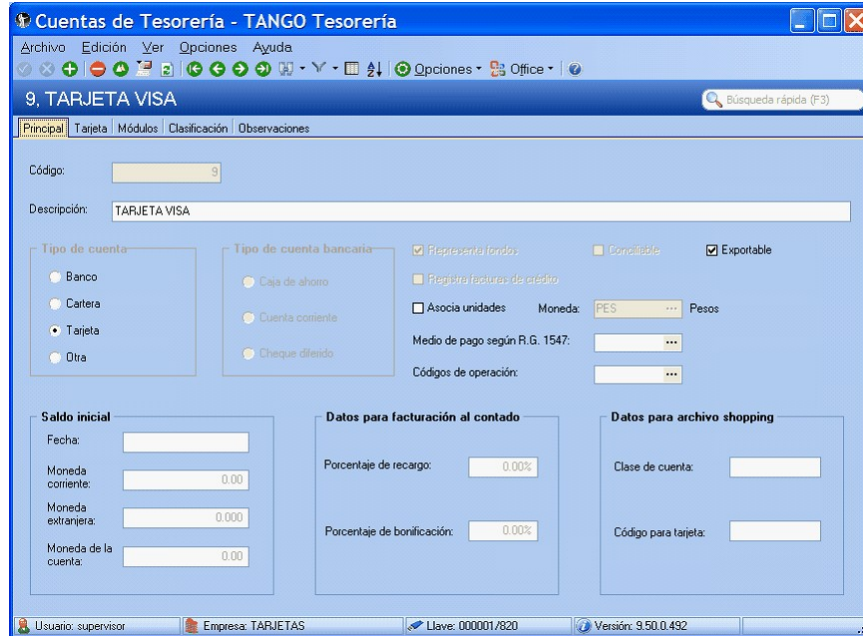 Cuentas de Tesorería - TANGO Tesorería
Archivo Edición Ver Opciones Ayuda
Opciones Office
9, TARJETA VISA
Búsqueda rápida (F3)
Principal Tarjeta Módulos Clasificación Observaciones
Código: 9
Descripción: TARJETA VISA
Tipo de cuenta
Banco
Cartera
Tarjeta
Otra
Tipo de cuenta bancaria
Caja de ahorro
Cuenta corriente
Cheque diferido
Representa fondos Conciliable Exportable
Registra facturas de crédito
Asocia unidades Moneda: PES ... Pesos
Medio de pago según R.G. 1547: ...
Códigos de operación: ...
Saldo inicial
Fecha:
Moneda corriente: 0.00
Moneda extranjera: 0.000
Moneda de la cuenta: 0.00
Datos para facturación al contado
Porcentaje de recargo: 0.00%
Porcentaje de bonificación: 0.00%
Datos para archivo shopping
Clase de cuenta:
Código para tarjeta:
Usuario: supervisor Empresa: TARJETAS Llave: 000001/820 Versión: 9.50.0.492